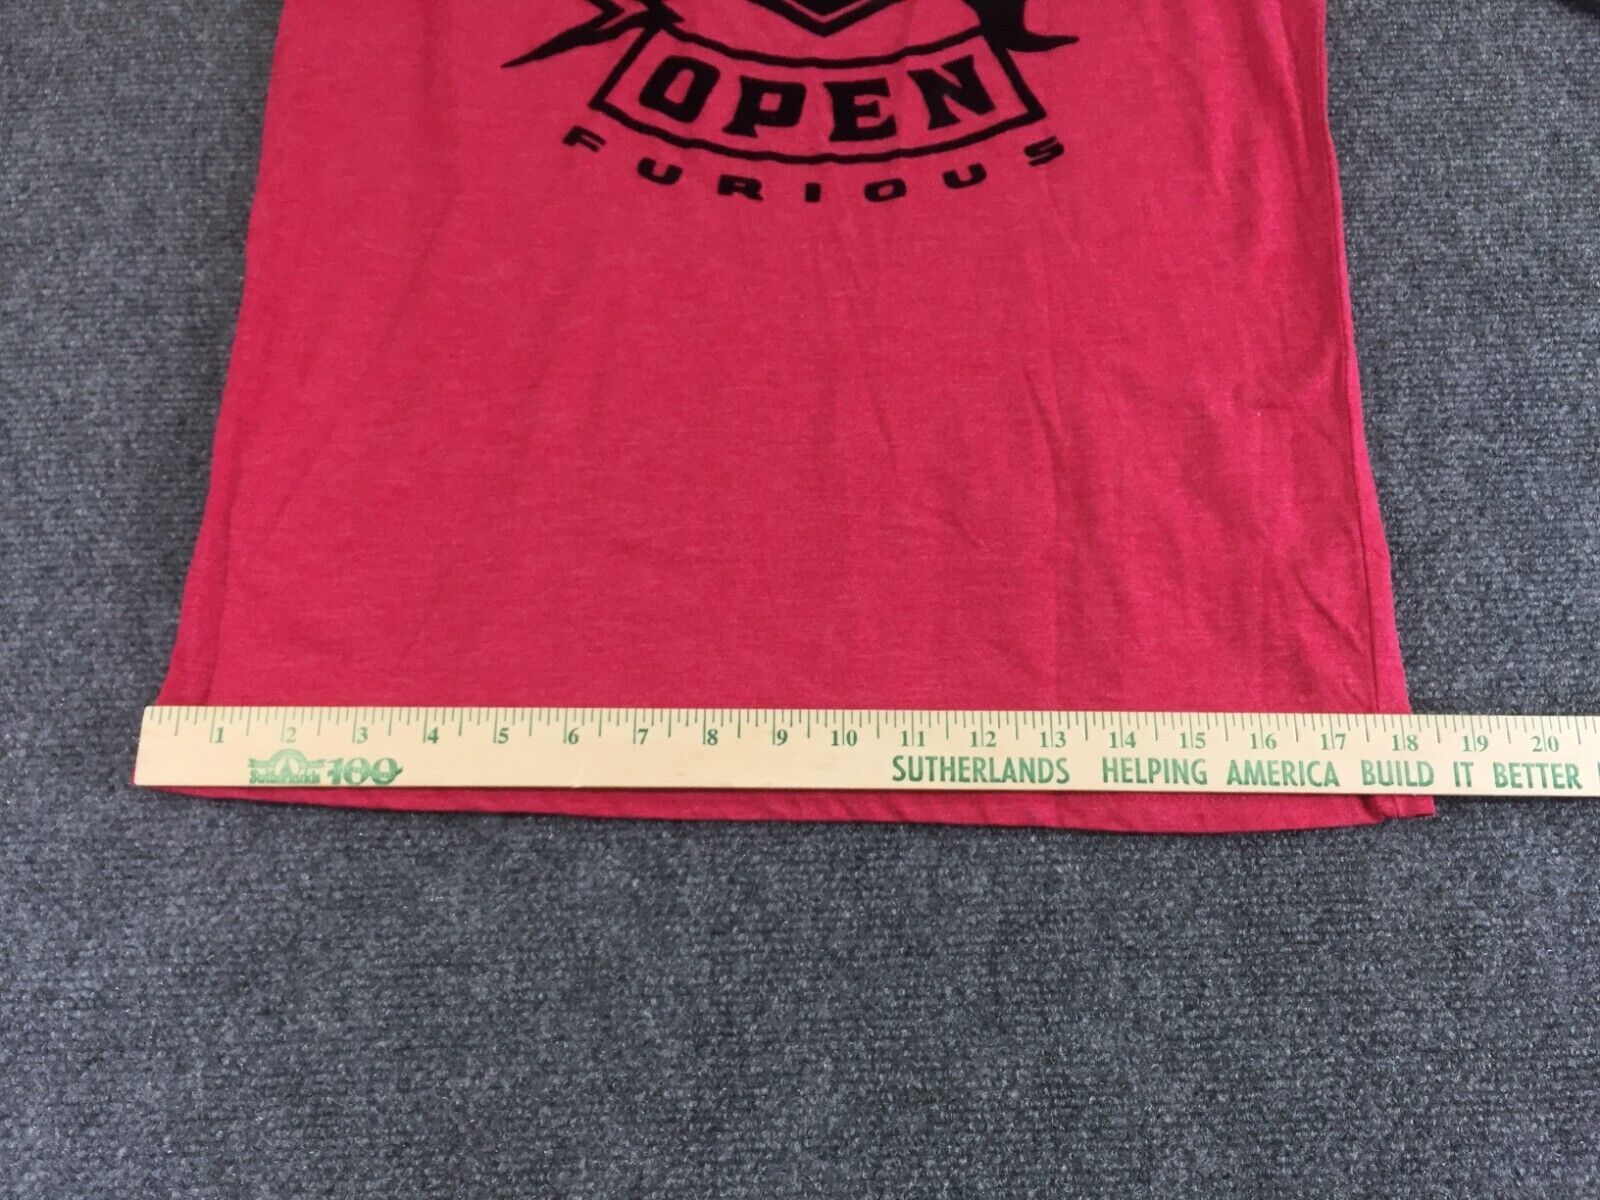 OPEN
FURIOUS
1 2 3 4 5 6 7 8 9 10 11 12 13 14 15 16 17 18 19 20
Sutherlands 100 SUTHERLANDS HELPING AMERICA BUILD IT BETTER